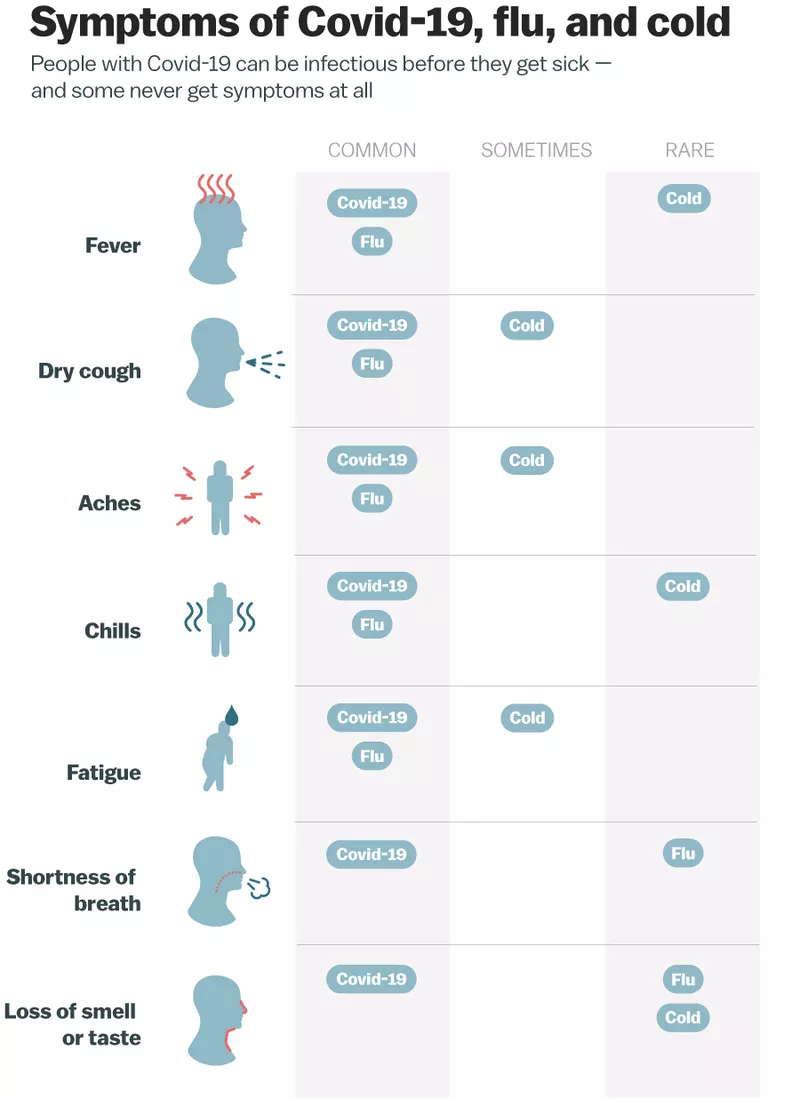 Symptoms of Covid-19, flu, and cold
People with Covid-19 can be infectious before they get sick —
and some never get symptoms at all
COMMON SOMETIMES RARE
Fever
Covid-19
Flu
Cold
Dry cough
Covid-19
Flu
Cold
Aches
Covid-19
Flu
Cold
Chills
Covid-19
Flu
Cold
Fatigue
Covid-19
Flu
Cold
Shortness of
breath
Covid-19
Flu
Loss of smell
or taste
Covid-19
Flu
Cold